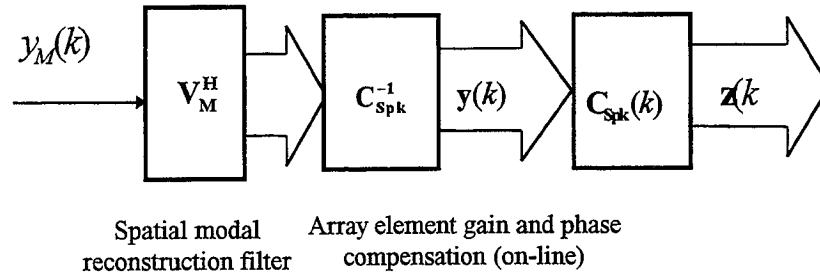 y_M(k)
V_M^H
C_Spk^-1
y(k)
C_Spk(k)
z(k
Spatial modal
reconstruction filter
Array element gain and phase
compensation (on-line)